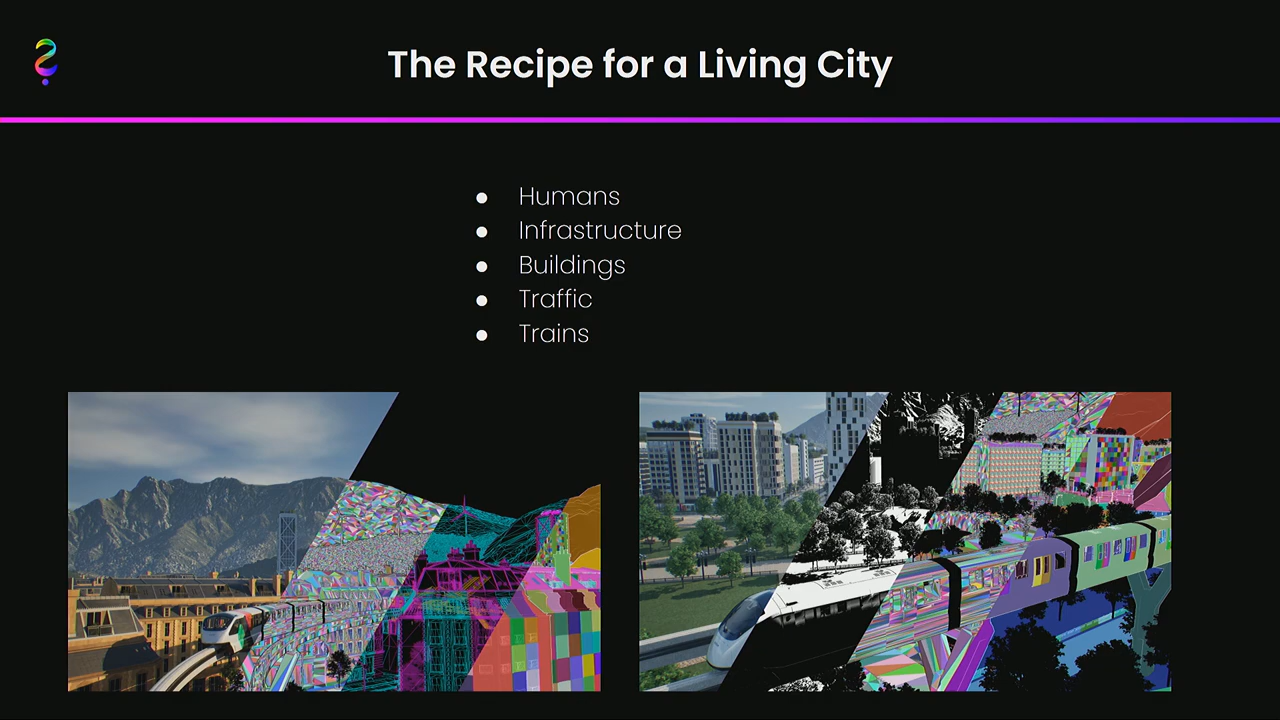 The Recipe for a Living City
● Humans
● Infrastructure
● Buildings
● Traffic
● Trains